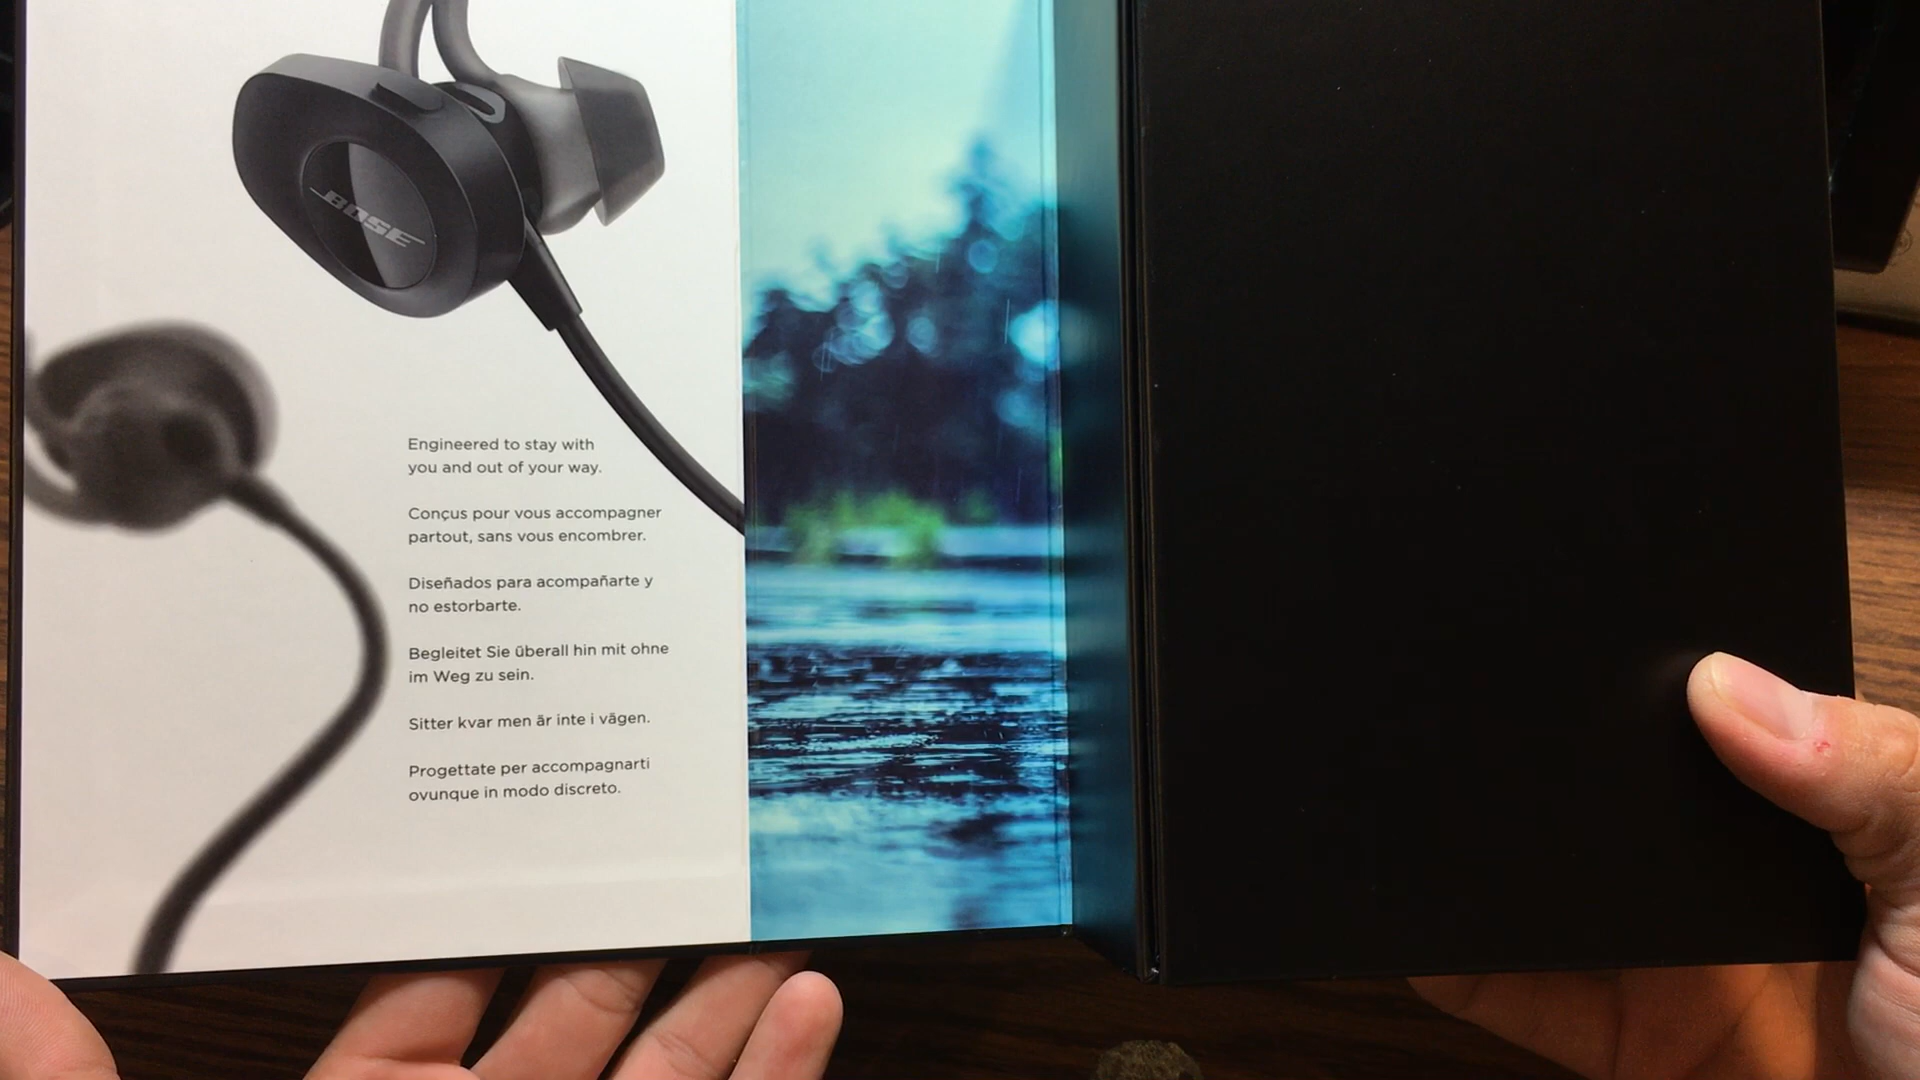 BOSE
Engineered to stay with
you and out of your way.
Conçus pour vous accompagner
partout, sans vous encombrer.
Diseñados para acompañarte y
no estorbarte.
Begleitet Sie überall hin mit ohne
im Weg zu sein.
Sitter kvar men är inte i vägen.
Progettate per accompagnarti
ovunque in modo discreto.